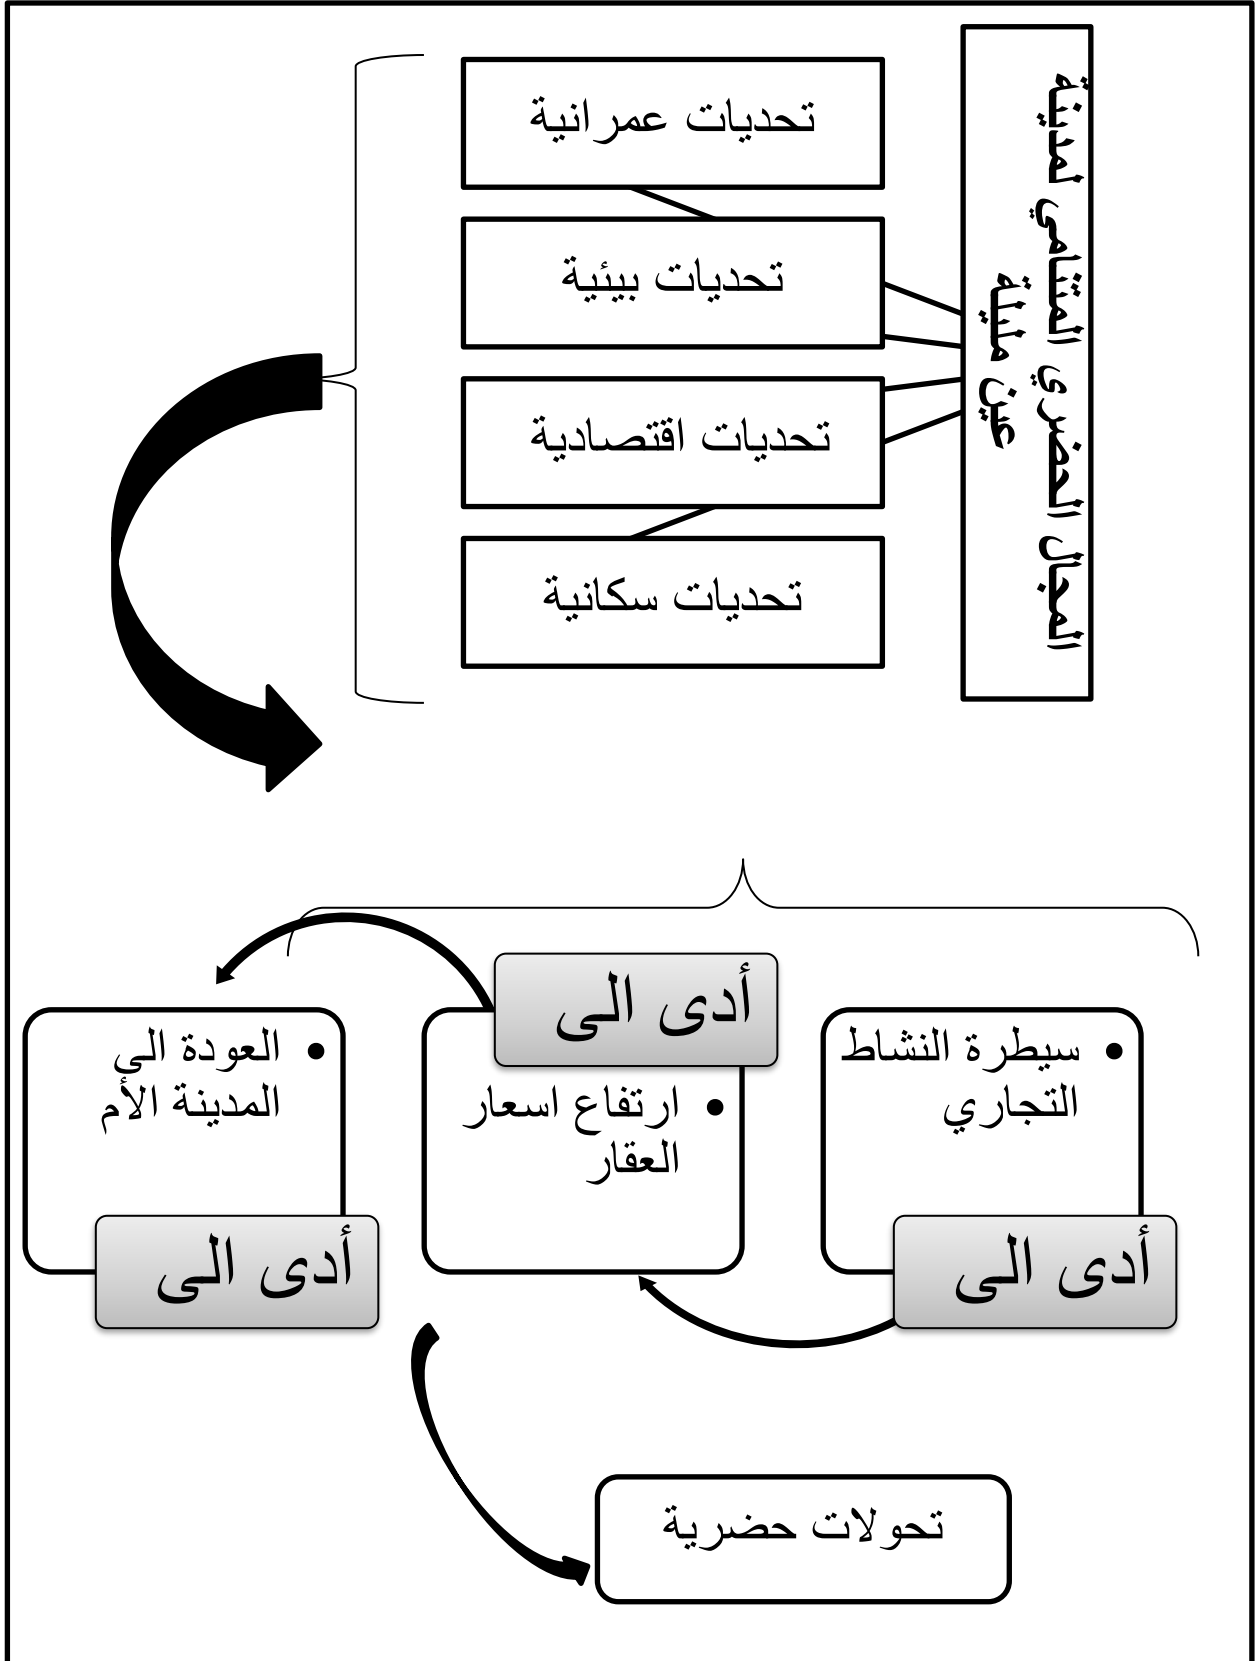 المجال الحضري المتنامي لمدينة
عين مليلة
تحديات عمرانية
تحديات بيئية
تحديات اقتصادية
تحديات سكانية
• سيطرة النشاط
التجاري
أدى الى
أدى الى
• ارتفاع اسعار
العقار
• العودة الى
المدينة الأم
أدى الى
تحولات حضرية